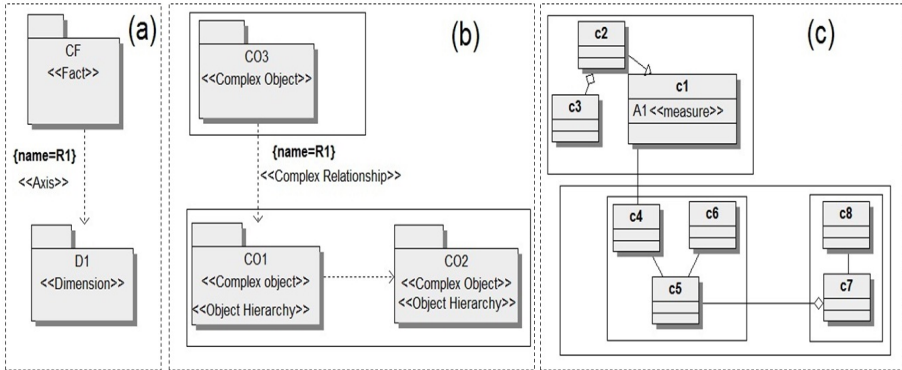 (a)
CF
<<Fact>>
{name=R1}
<<Axis>>
D1
<<Dimension>>
(b)
CO3
<<Complex Object>>
{name=R1}
<<Complex Relationship>>
CO1
<<Complex object>>
<<Object Hierarchy>>
CO2
<<Complex Object>>
<<Object Hierarchy>>
(c)
c2
c3
c1
A1 <<measure>>
c4
c6
c5
c8
c7